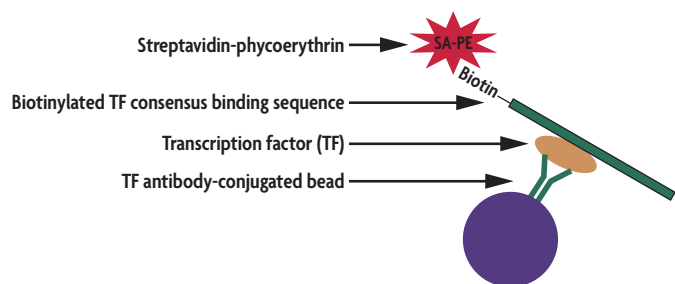 Streptavidin-phycoerythrin
SA-PE
Biotin
Biotinylated TF consensus binding sequence
Transcription factor (TF)
TF antibody-conjugated bead